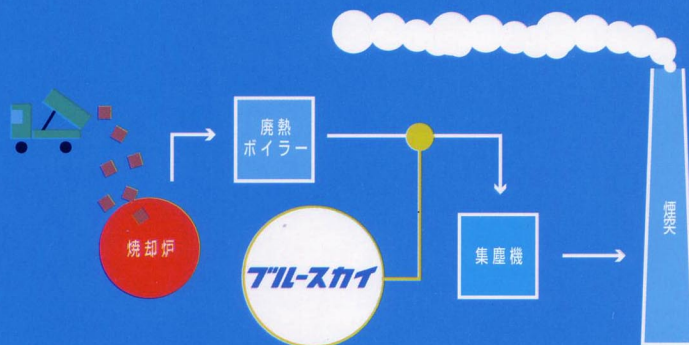 廃熱
ボイラー
焼却炉
ブルースカイ
集塵機
煙突